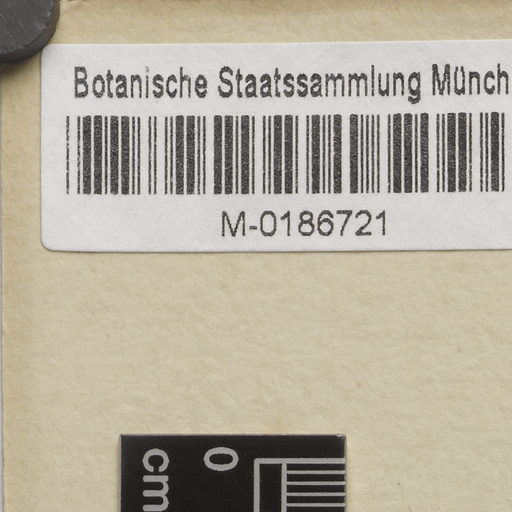 Botanische Staatssammlung Münch
M-0186721
0
cm